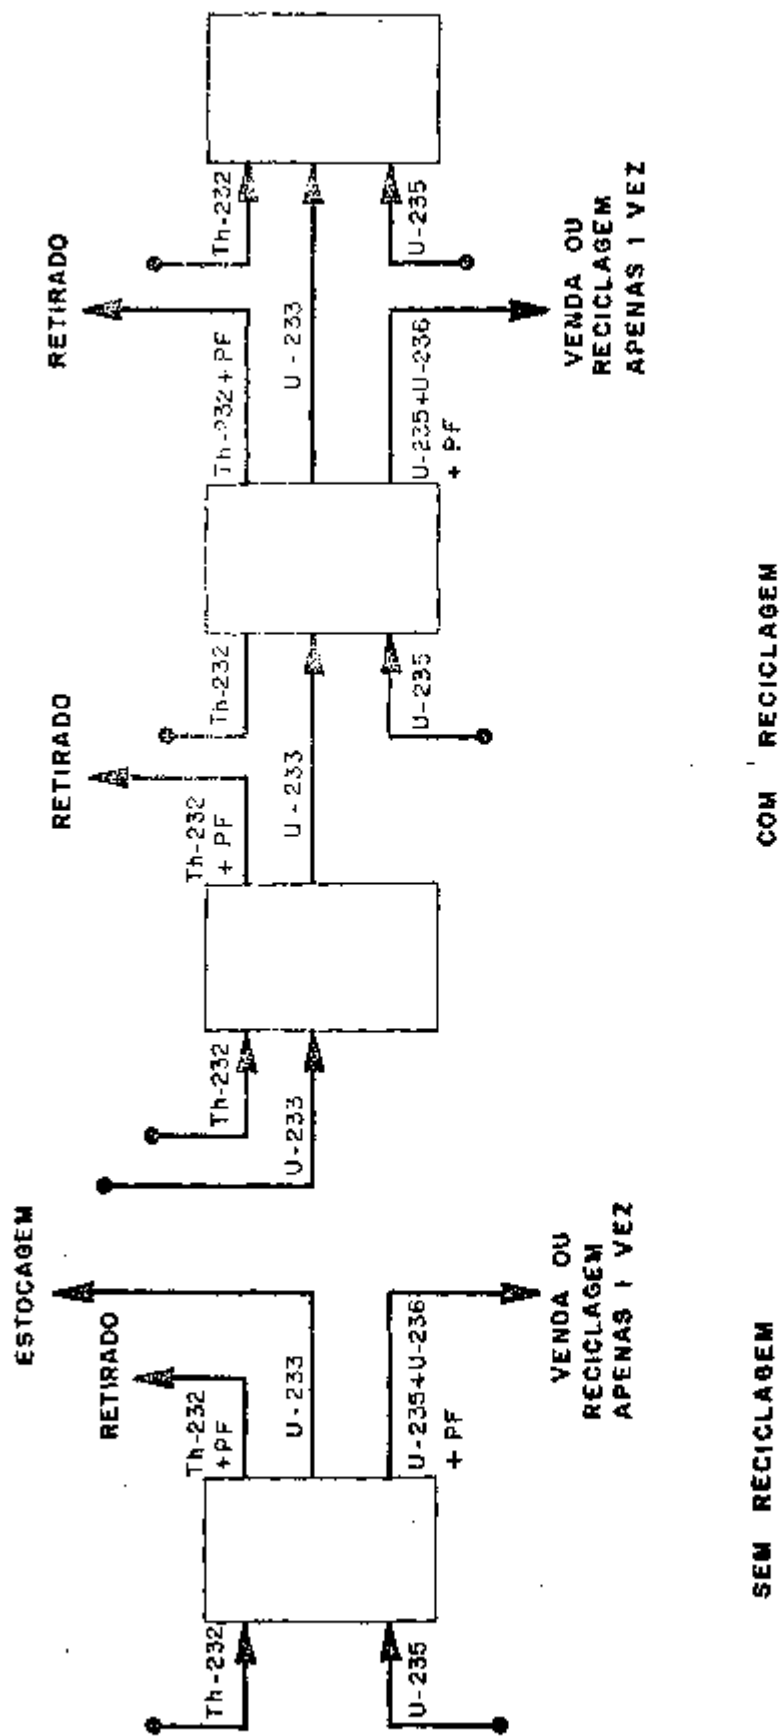 Th-232
U-235
Th-232
+PF
RETIRADO
U-233
ESTOCAGEM
U-235+U-236
+ PF
VENDA OU
RECICLAGEM
APENAS 1 VEZ
SEM RECICLAGEM
Th-232
U-233
Th-232
+ PF
RETIRADO
U-233
Th-232
U-235
Th-232+PF
RETIRADO
U-233
U-235+U-236
+ PF
VENDA OU
RECICLAGEM
APENAS 1 VEZ
Th-232
U-235
COM RECICLAGEM